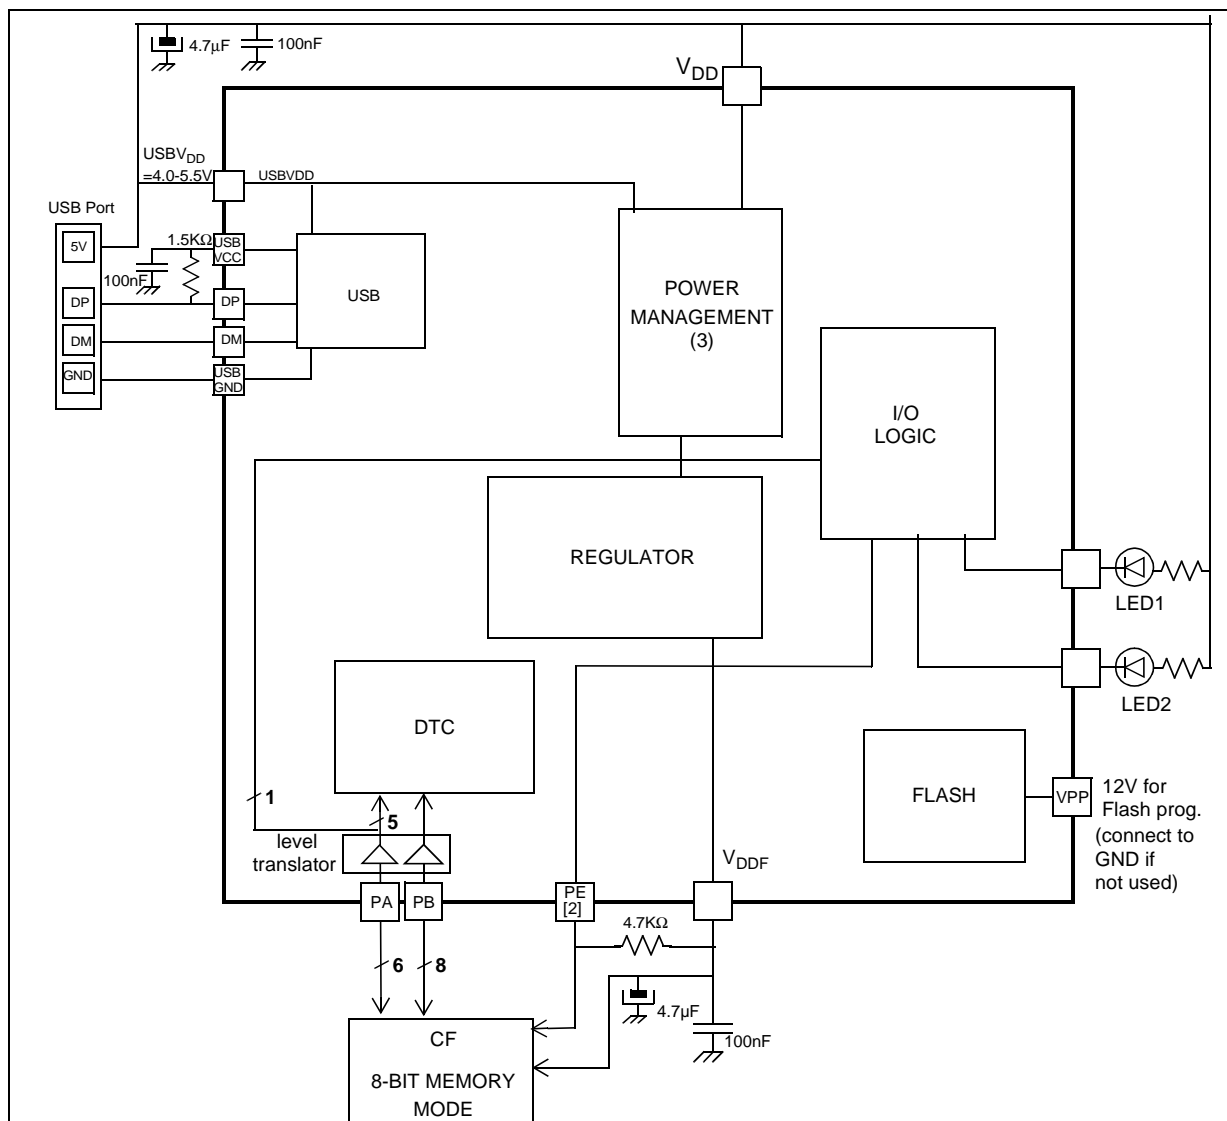 4.7µF
100nF
VDD
USBVDD
=4.0-5.5V
USBVDD
USB Port
5V
1.5KΩ
USB
VCC
100nF
DP
DP
DM
DM
GND
USB
GND
USB
POWER
MANAGEMENT
(3)
I/O
LOGIC
REGULATOR
LED1
LED2
DTC
FLASH
VPP
12V for
Flash prog.
(connect to
GND if
not used)
1
5
level
translator
VDDF
PA
PB
PE
[2]
4.7KΩ
6
8
4.7µF
100nF
CF
8-BIT MEMORY
MODE